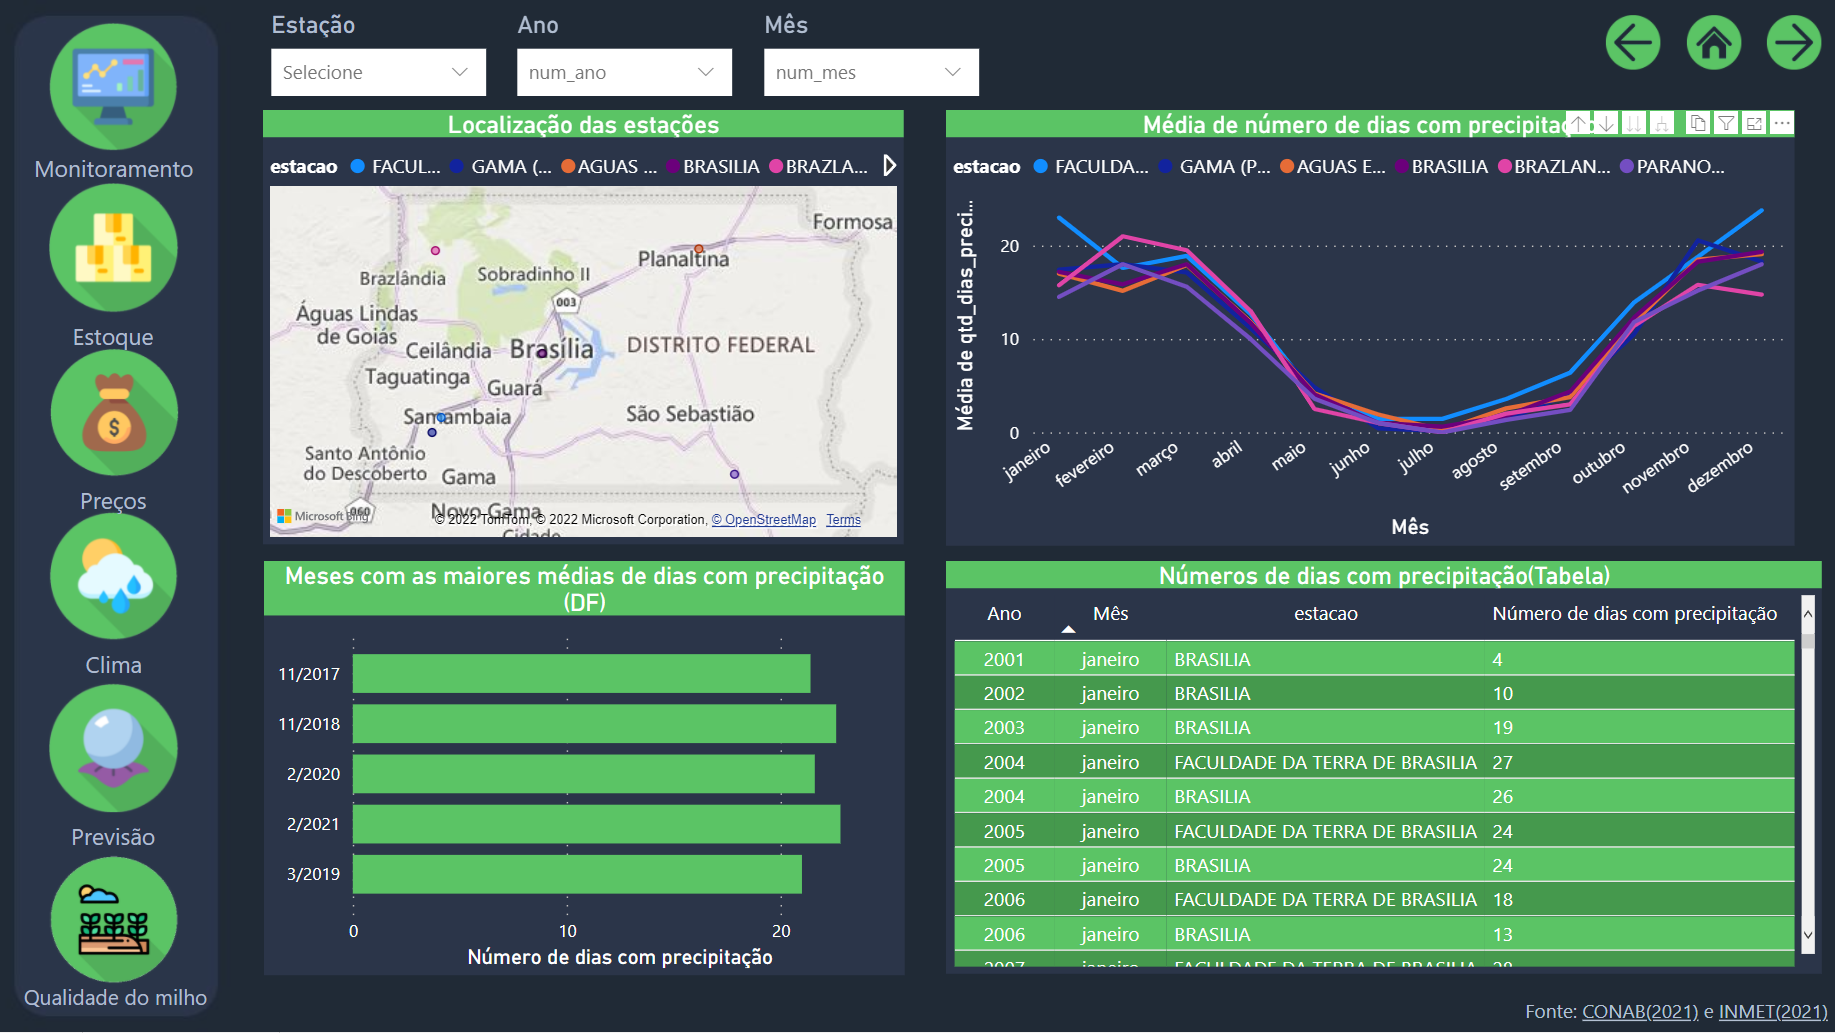 Estação
Ano
Mês
Selecione
num_ano
num_mes
Monitoramento
Estoque
Preços
Clima
Previsão
Qualidade do milho
Localização das estações
estacao FACUL... GAMA (... AGUAS ... BRASILIA BRAZLA...
Formosa
Planaltina
Sobradinho II
Brazlândia
003
Águas Lindas
de Goiás
Ceilândia
Brasília
DISTRITO FEDERAL
Taguatinga
Guará
Samambaia
São Sebastião
Santo Antônio
do Descoberto
Gama
060
Novo Gama
Cidade
Microsoft Bing
© 2022 TomTom, © 2022 Microsoft Corporation, © OpenStreetMap Terms
Média de número de dias com precipitaç
estacao FACULDA... GAMA (P... AGUAS E... BRASILIA BRAZLAN... PARANO...
Média de qtd_dias_preci...
20
10
0
janeiro
fevereiro
março
abril
maio
junho
julho
agosto
setembro
outubro
novembro
dezembro
Mês
Meses com as maiores médias de dias com precipitação
(DF)
11/2017
11/2018
2/2020
2/2021
3/2019
0 10 20
Número de dias com precipitação
Números de dias com precipitação(Tabela)
Ano Mês estacao Número de dias com precipitação
2001 janeiro BRASILIA 4
2002 janeiro BRASILIA 10
2003 janeiro BRASILIA 19
2004 janeiro FACULDADE DA TERRA DE BRASILIA 27
2004 janeiro BRASILIA 26
2005 janeiro FACULDADE DA TERRA DE BRASILIA 24
2005 janeiro BRASILIA 24
2006 janeiro FACULDADE DA TERRA DE BRASILIA 18
2006 janeiro BRASILIA 13
2007 janeiro FACULDADE DA TERRA DE BRASILIA
Fonte: CONAB(2021) e INMET(2021)